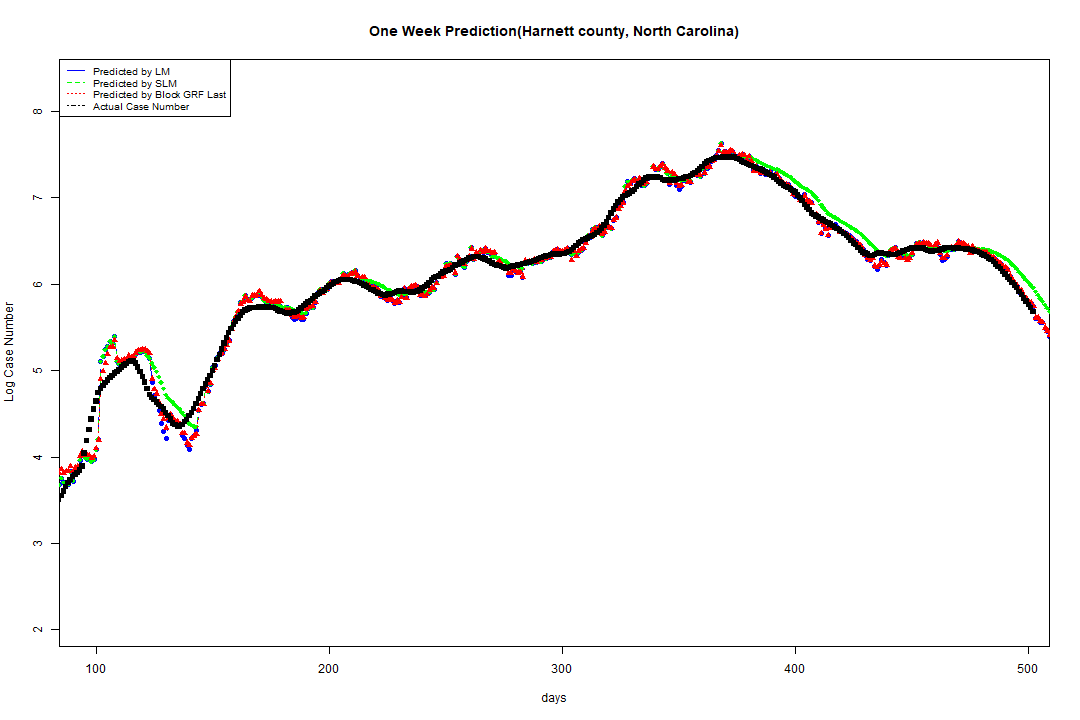 One Week Prediction(Harnett county, North Carolina)
Predicted by LM
Predicted by SLM
Predicted by Block GRF Last
Actual Case Number
8
7
6
5
4
3
2
Log Case Number
100 200 300 400 500
days